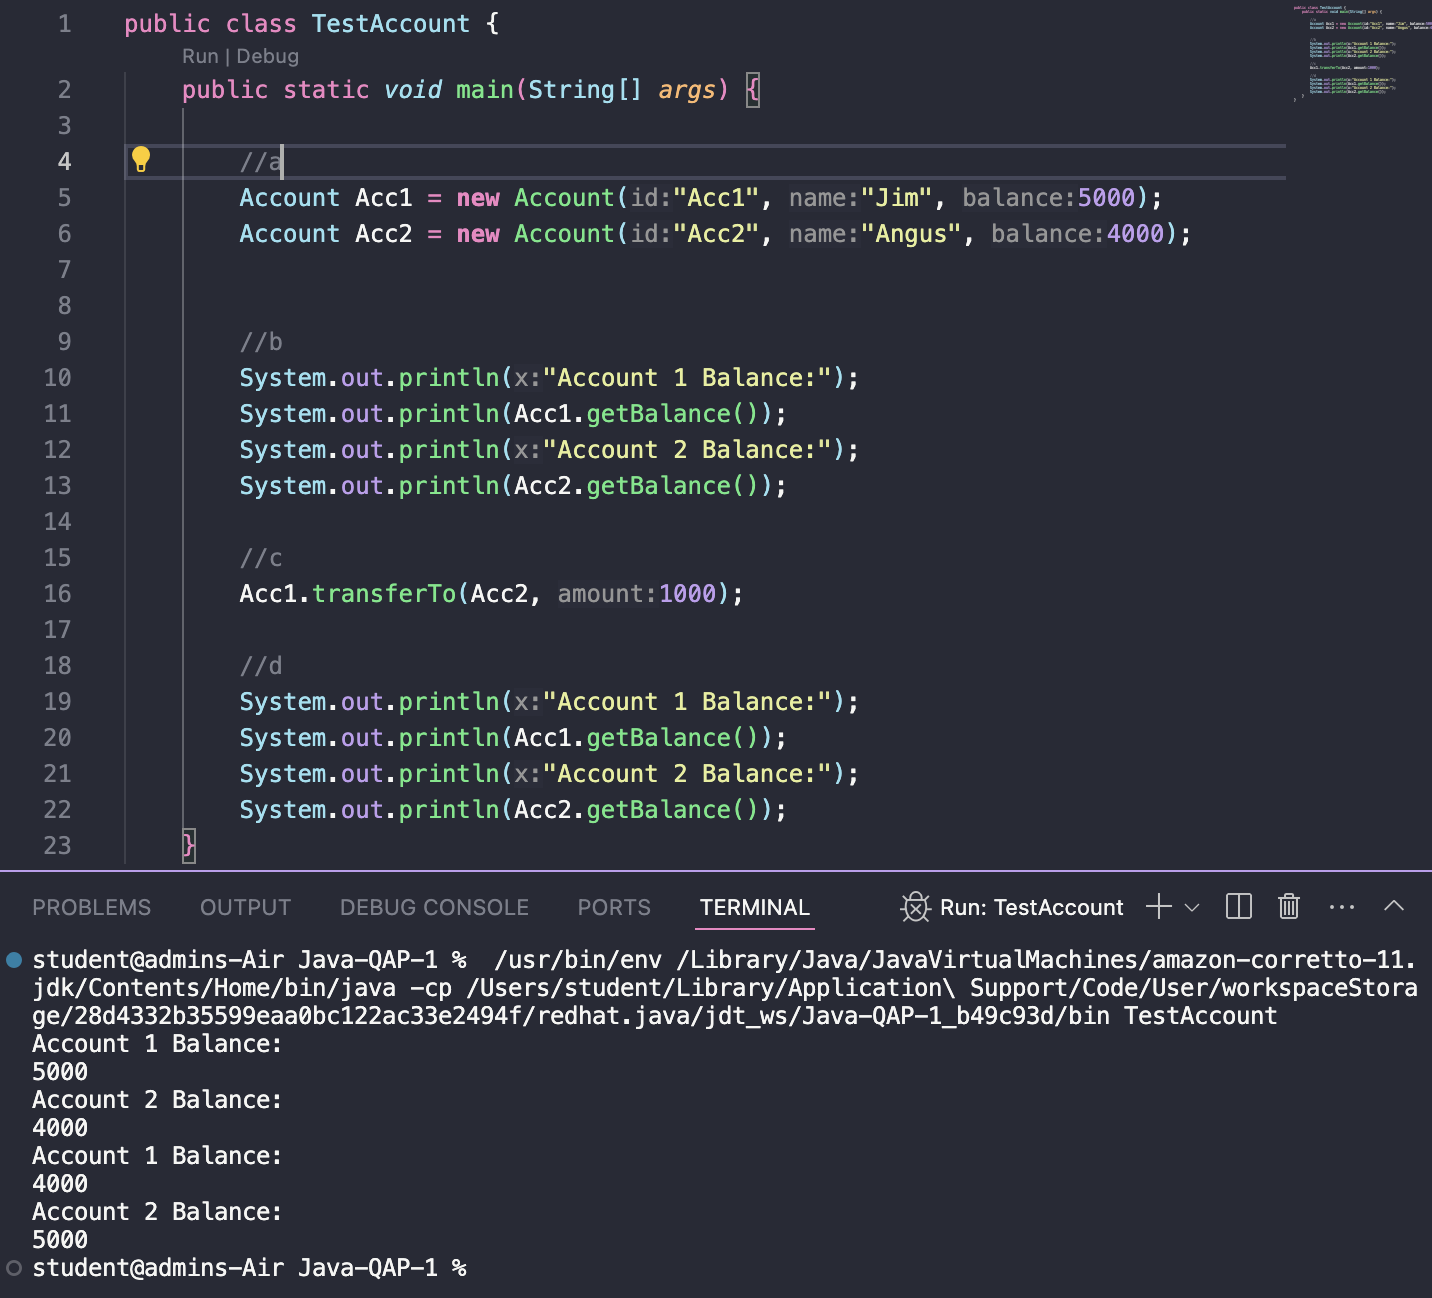 1 public class TestAccount {
Run | Debug
2 public static void main(String[] args) {
3
4 //a
5 Account Acc1 = new Account(id:"Acc1", name:"Jim", balance:5000);
6 Account Acc2 = new Account(id:"Acc2", name:"Angus", balance:4000);
7
8
9 //b
10 System.out.println(x:"Account 1 Balance:");
11 System.out.println(Acc1.getBalance());
12 System.out.println(x:"Account 2 Balance:");
13 System.out.println(Acc2.getBalance());
14
15 //c
16 Acc1.transferTo(Acc2, amount:1000);
17
18 //d
19 System.out.println(x:"Account 1 Balance:");
20 System.out.println(Acc1.getBalance());
21 System.out.println(x:"Account 2 Balance:");
22 System.out.println(Acc2.getBalance());
23 }
PROBLEMS OUTPUT DEBUG CONSOLE PORTS TERMINAL Run: TestAccount
student@admins-Air Java-QAP-1 % /usr/bin/env /Library/Java/JavaVirtualMachines/amazon-corretto-11.
jdk/Contents/Home/bin/java -cp /Users/student/Library/Application\ Support/Code/User/workspaceStora
ge/28d4332b35599eaa0bc122ac33e2494f/redhat.java/jdt_ws/Java-QAP-1_b49c93d/bin TestAccount
Account 1 Balance:
5000
Account 2 Balance:
4000
Account 1 Balance:
4000
Account 2 Balance:
5000
student@admins-Air Java-QAP-1 %